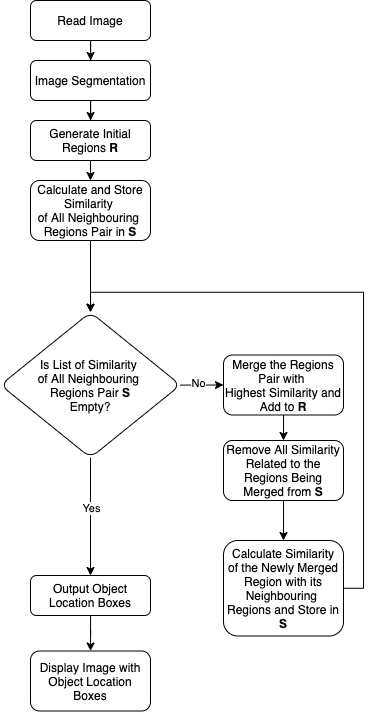 Read Image
Image Segmentation
Generate Initial
Regions R
Calculate and Store
Similarity
of All Neighbouring
Regions Pair in S
Is List of Similarity
of All Neighbouring
Regions Pair S
Empty?
No
Merge the Regions
Pair with
Highest Similarity and
Add to R
Remove All Similarity
Related to the
Regions Being
Merged from S
Calculate Similarity
of the Newly Merged
Region with its
Neighbouring
Regions and Store in
S
Yes
Output Object
Location Boxes
Display Image with
Object Location
Boxes